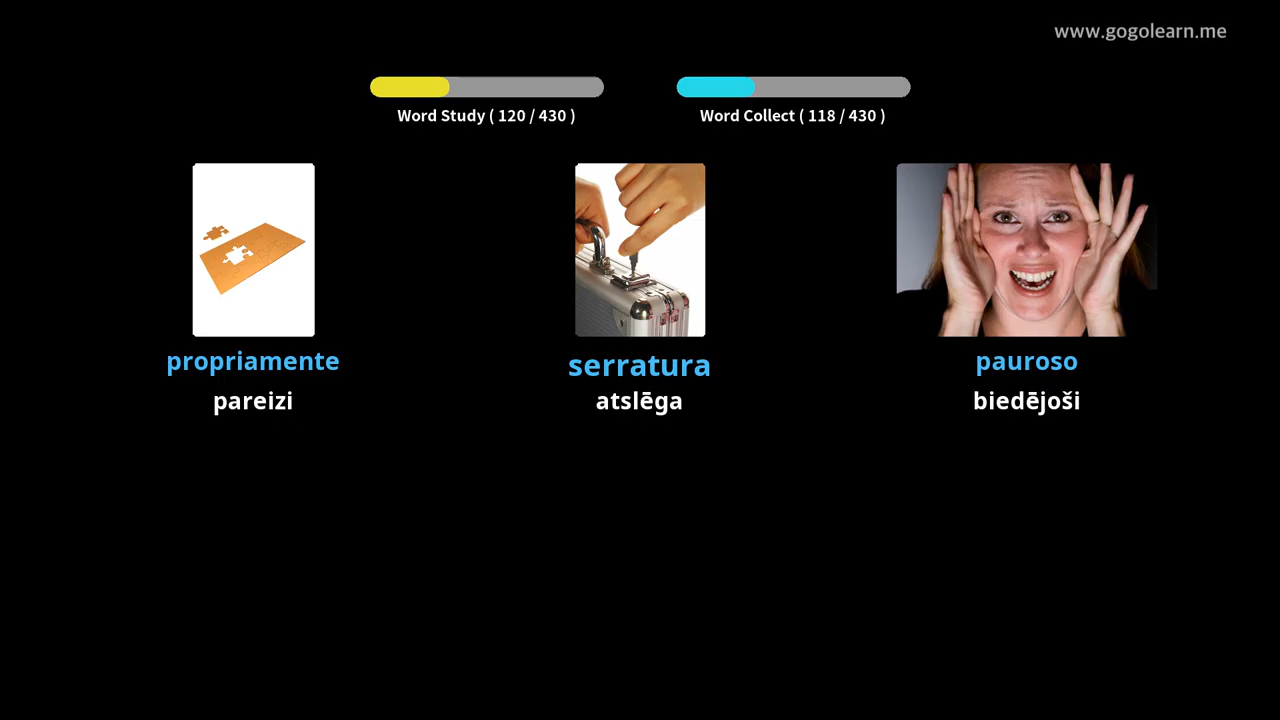 www.gogolearn.me
Word Study ( 120 / 430 )
Word Collect ( 118 / 430 )
propriamente
serratura
pauroso
pareizi
atslēga
biedējoši